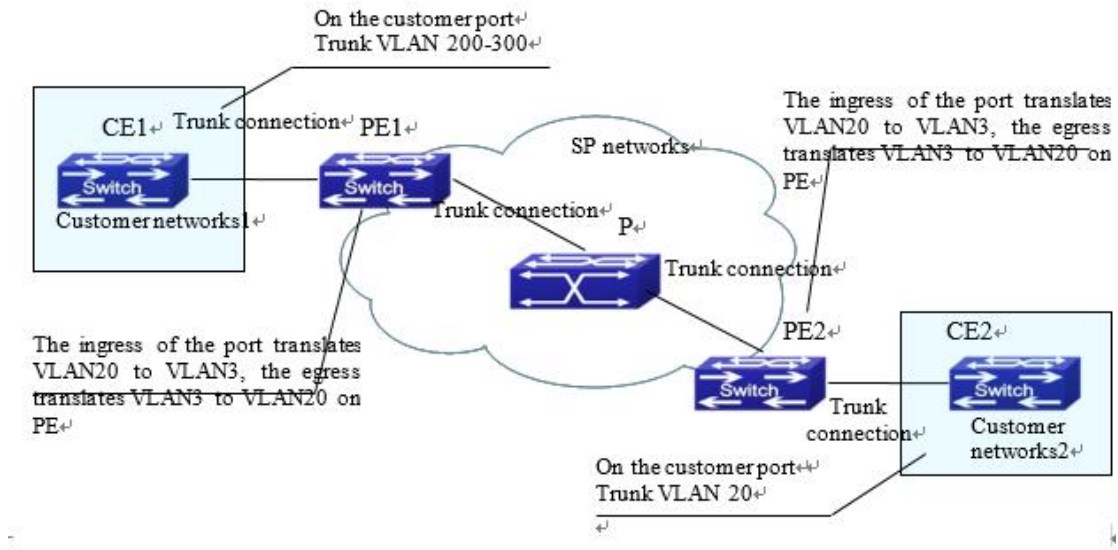 On the customer port↵
Trunk VLAN 200-300↵
CE1↵
Trunk connection↵
PE1↵
Switch
Customer networks1↵
Switch
SP networks↵
Trunk connection↵
P↵
Trunk connection↵
The ingress of the port translates
VLAN20 to VLAN3, the egress
translates VLAN3 to VLAN20 on
PE↵
The ingress of the port translates
VLAN20 to VLAN3, the egress
translates VLAN3 to VLAN20 on
PE↵
PE2↵
Switch
CE2↵
Switch
Trunk
connection↵
Customer
networks2↵
On the customer port↵↵
Trunk VLAN 20↵
↵